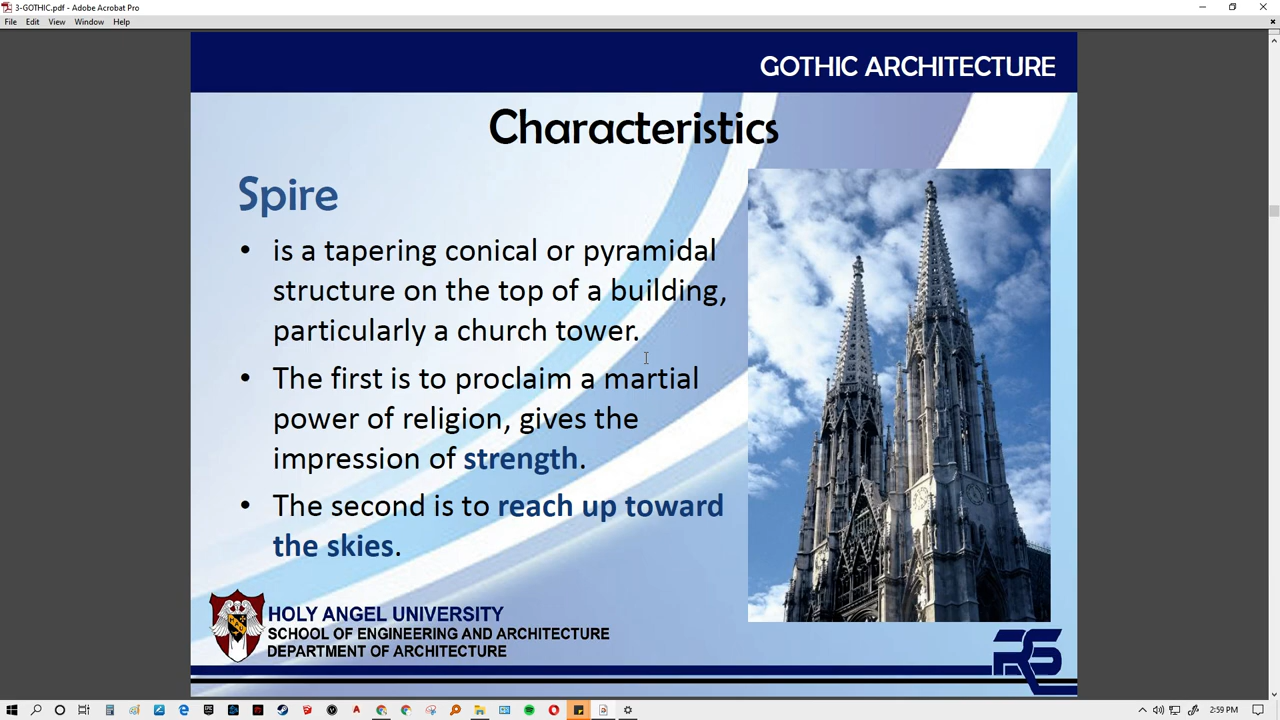 3-GOTHIC.pdf - Adobe Acrobat Pro
File Edit View Window Help
GOTHIC ARCHITECTURE
Characteristics
Spire
• is a tapering conical or pyramidal
structure on the top of a building,
particularly a church tower.
• The first is to proclaim a martial
power of religion, gives the
impression of strength.
• The second is to reach up toward
the skies.
HOLY ANGEL UNIVERSITY
SCHOOL OF ENGINEERING AND ARCHITECTURE
DEPARTMENT OF ARCHITECTURE
RS
2:59 PM